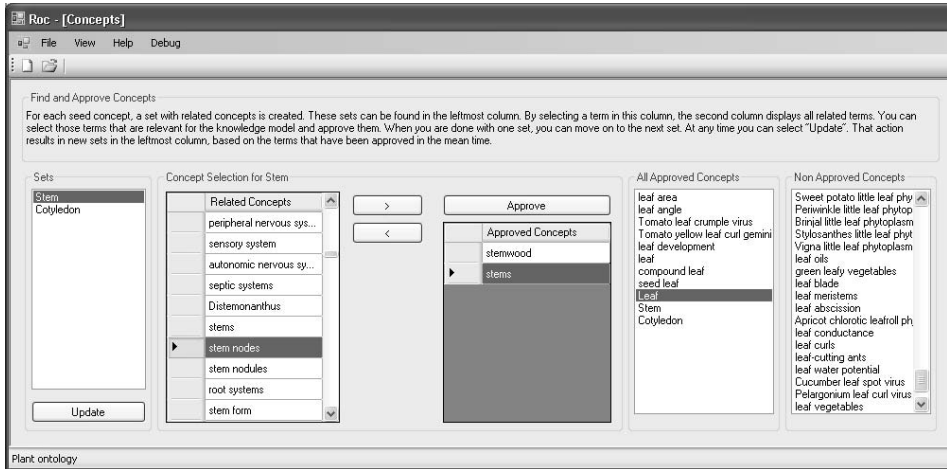 Roc - [Concepts]
File View Help Debug
Find and Approve Concepts
For each seed concept, a set with related concepts is created. These sets can be found in the leftmost column. By selecting a term in this column, the second column displays all related terms. You can
select those terms that are relevant for the knowledge model and approve them. When you are done with one set, you can move on to the next set. At any time you can select "Update". That action
results in new sets in the leftmost column, based on the terms that have been approved in the mean time.
Sets
Stem
Cotyledon
Update
Concept Selection for Stem
Related Concepts
peripheral nervous sys...
sensory system
autonomic nervous sy...
septic systems
Distemonanthus
stems
stem nodes
stem nodules
root systems
stem form
>
<
Approve
Approved Concepts
stemwood
stems
All Approved Concepts
leaf area
leaf angle
Tomato leaf crumple virus
Tomato yellow leaf curl gemini
leaf development
leaf
compound leaf
seed leaf
Leaf
Stem
Cotyledon
Non Approved Concepts
Sweet potato little leaf phy
Periwinkle little leaf phytop
Brinjal little leaf phytoplasm
Stylosanthes little leaf phyt
Vigna little leaf phytoplasm
leaf oils
green leafy vegetables
leaf blade
leaf meristems
leaf abscission
Apricot chlorotic leafroll ph
leaf conductance
leaf curls
leaf-cutting ants
leaf water potential
Cucumber leaf spot virus
Pelargonium leaf curl virus
leaf vegetables
Plant ontology